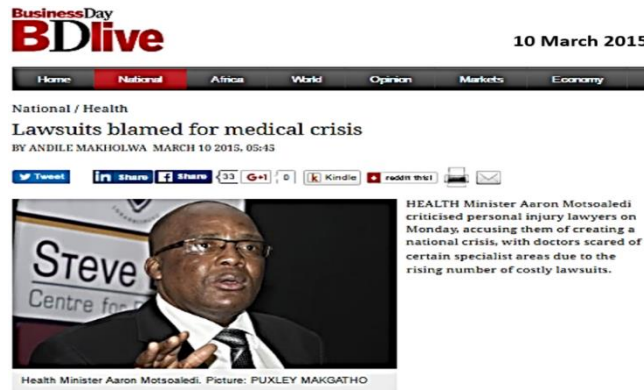 BusinessDay
BDlive
10 March 2015
Home National Africa World Opinion Markets Economy
National / Health
Lawsuits blamed for medical crisis
BY ANDILE MAKHOLWA MARCH 10 2015, 05:45
Tweet in Share f Share 33 G+1 0 k Kindle reddit this!
HEALTH Minister Aaron Motsoaledi
criticised personal injury lawyers on
Monday, accusing them of creating a
national crisis, with doctors scared of
certain specialist areas due to the
rising number of costly lawsuits.
STEVE
Centre for
Health Minister Aaron Motsoaledi. Picture: PUXLEY MAKGATHO